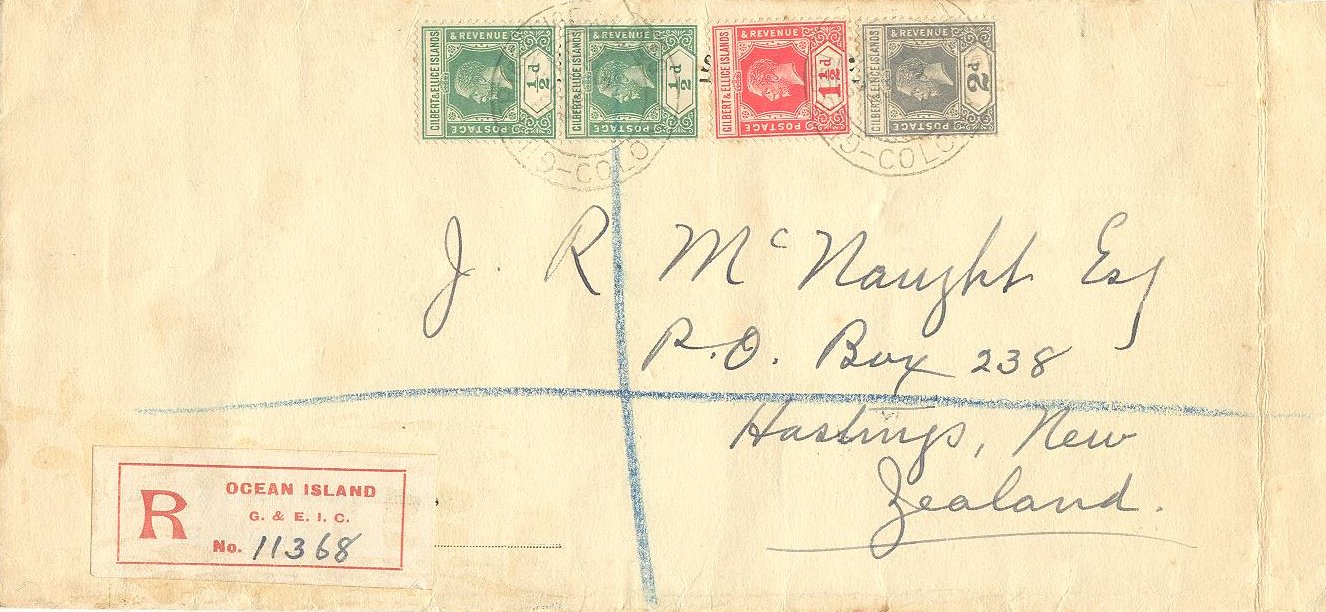 GILBERT & ELLICE ISLANDS
& REVENUE
POSTAGE
½d
GILBERT & ELLICE ISLANDS
& REVENUE
POSTAGE
½d
GILBERT & ELLICE ISLANDS
& REVENUE
POSTAGE
1½d
GILBERT & ELLICE ISLANDS
& REVENUE
POSTAGE
2d
J. R McNaught Esq
P.O. Box 238
Hastings, New
Zealand.
R
OCEAN ISLAND
G. & E. I. C.
No. 11368